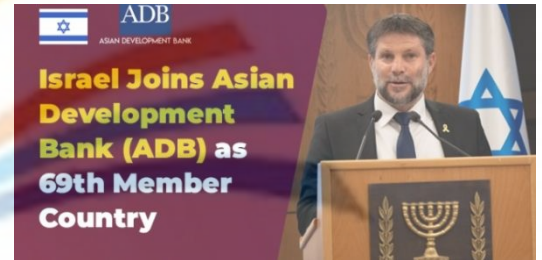 ADB
ASIAN DEVELOPMENT BANK
Israel Joins Asian
Development
Bank (ADB) as
69th Member
Country